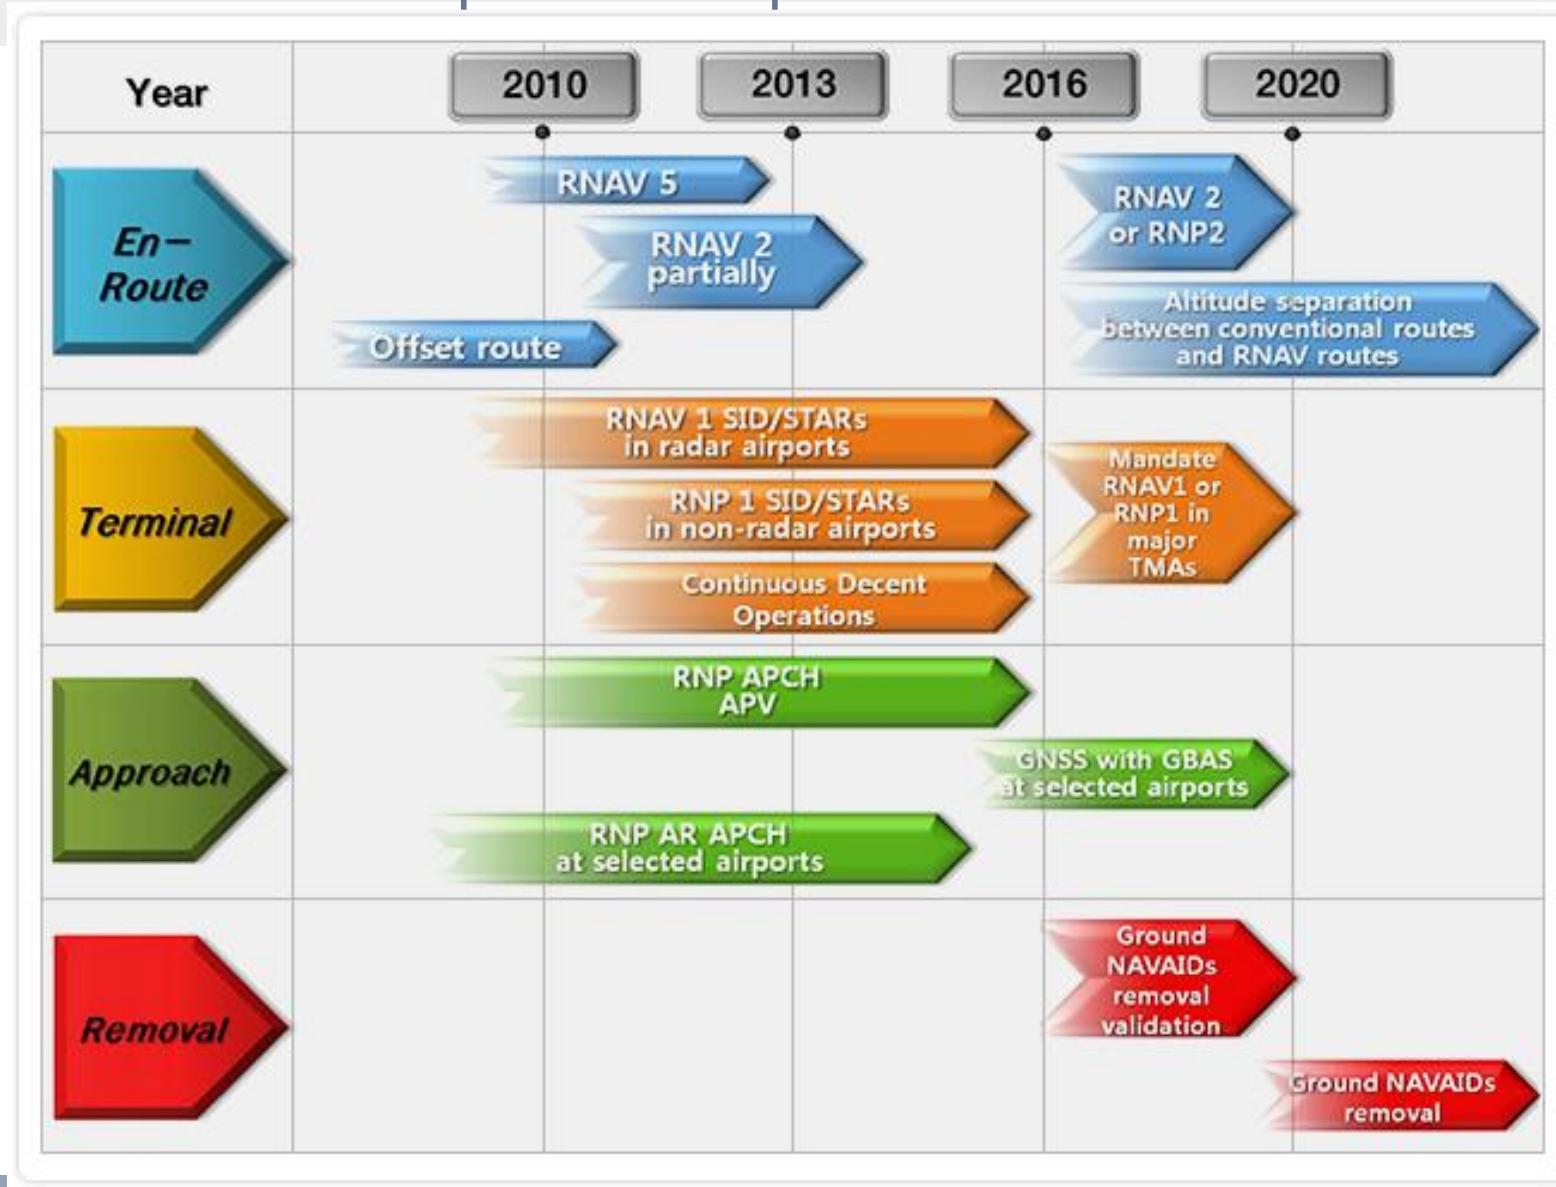 Year
2010
2013
2016
2020
En-
Route
RNAV 5
RNAV 2
partially
Offset route
RNAV 2
or RNP2
Altitude separation
between conventional routes
and RNAV routes
Terminal
RNAV 1 SID/STARs
in radar airports
RNP 1 SID/STARs
in non-radar airports
Continuous Decent
Operations
Mandate
RNAV1 or
RNP1 in
major
TMAs
Approach
RNP APCH
APV
GNSS with GBAS
at selected airports
RNP AR APCH
at selected airports
Removal
Ground
NAVAIDs
removal
validation
Ground NAVAIDs
removal